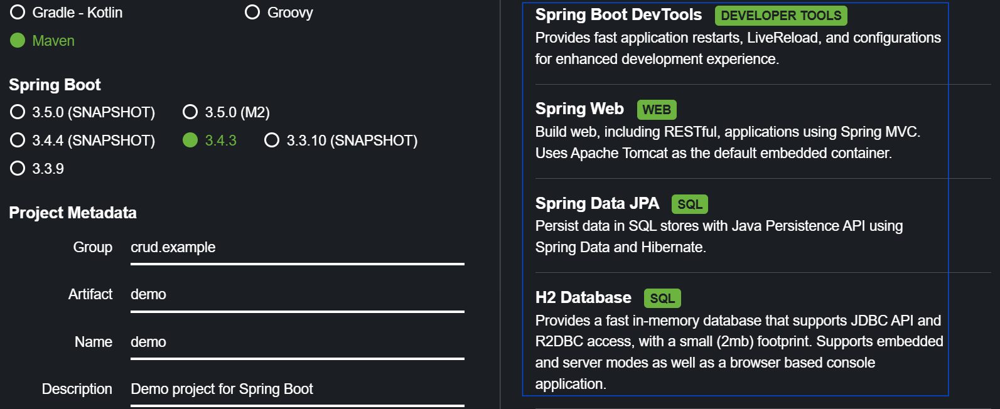 Gradle - Kotlin
Groovy
Maven
Spring Boot
3.5.0 (SNAPSHOT)
3.5.0 (M2)
3.4.4 (SNAPSHOT)
3.4.3
3.3.10 (SNAPSHOT)
3.3.9
Project Metadata
Group crud.example
Artifact demo
Name demo
Description Demo project for Spring Boot
Spring Boot DevTools DEVELOPER TOOLS
Provides fast application restarts, LiveReload, and configurations
for enhanced development experience.
Spring Web WEB
Build web, including RESTful, applications using Spring MVC.
Uses Apache Tomcat as the default embedded container.
Spring Data JPA SQL
Persist data in SQL stores with Java Persistence API using
Spring Data and Hibernate.
H2 Database SQL
Provides a fast in-memory database that supports JDBC API and
R2DBC access, with a small (2mb) footprint. Supports embedded
and server modes as well as a browser based console
application.